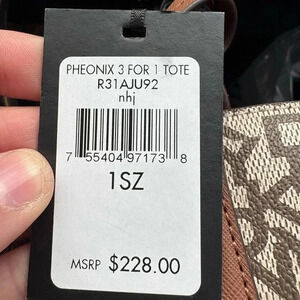 PHEONIX 3 FOR 1 TOTE
R31AJU92
nhj
7 55404 97173 8
1SZ
MSRP $228.00